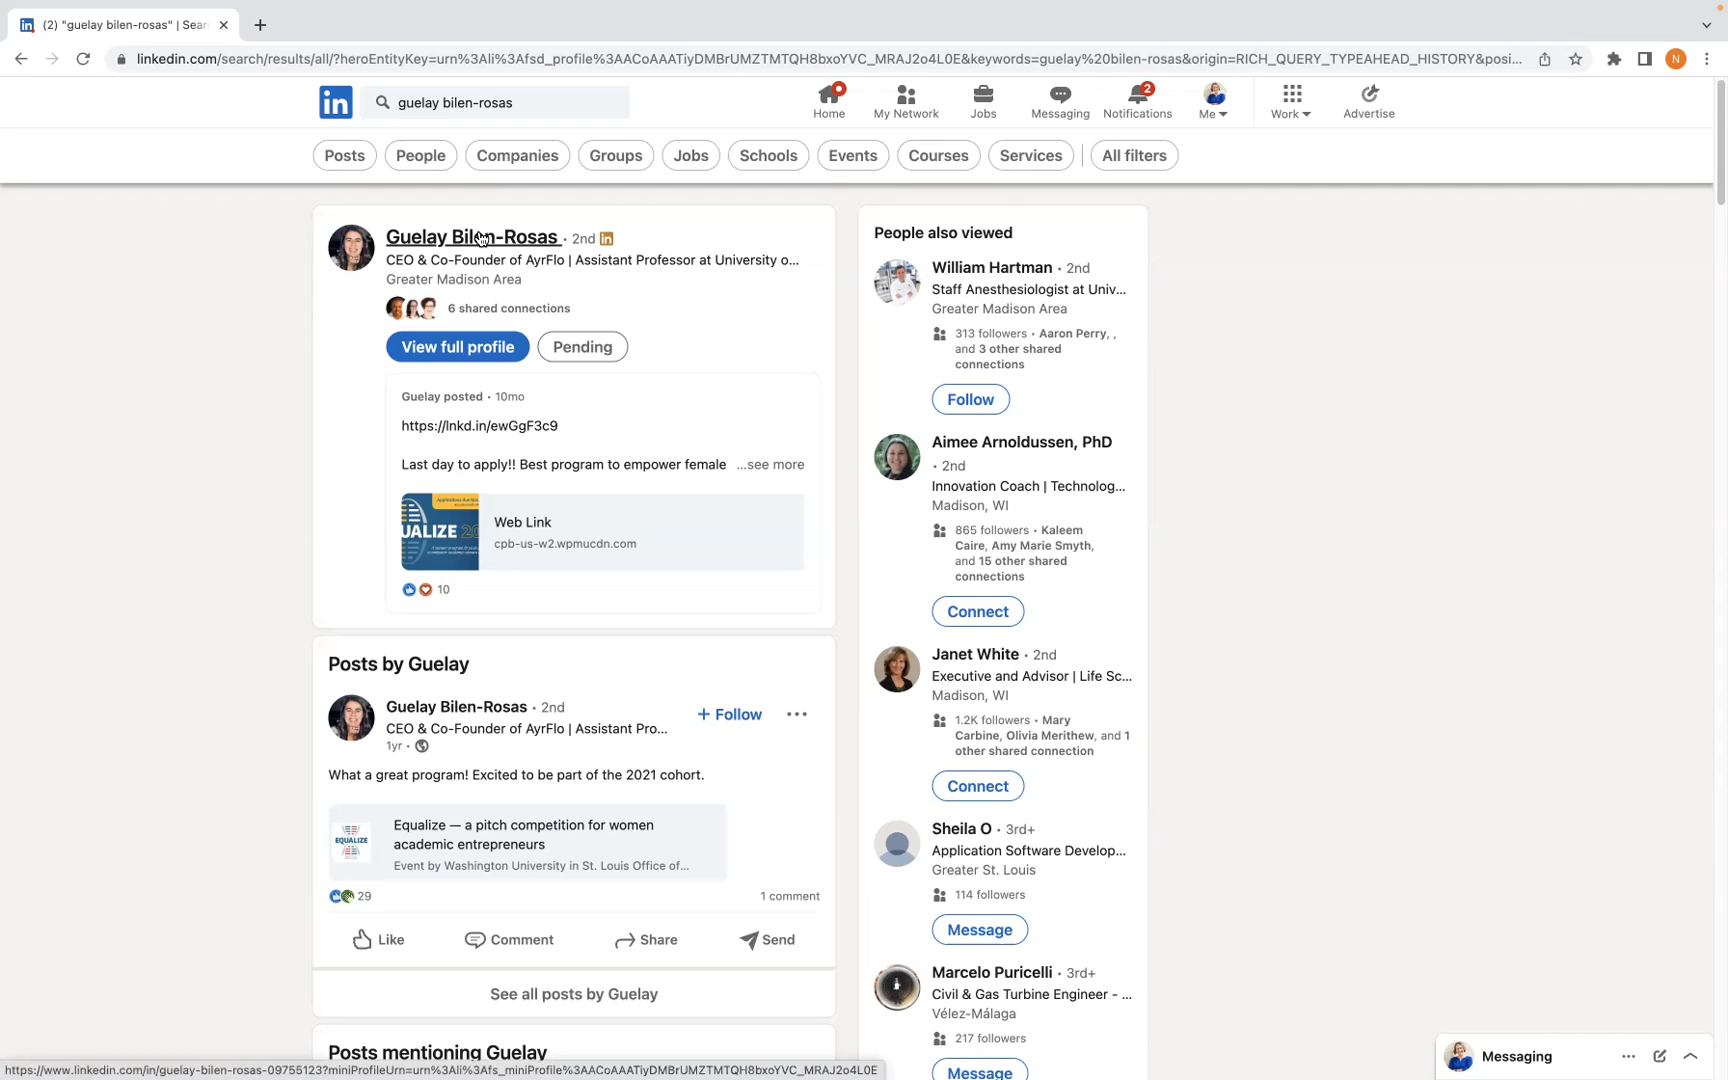 (2) "guelay bilen-rosas" | Sear
linkedin.com/search/results/all/?heroEntityKey=urn%3Ali%3Afsd_profile%3AACoAAATiyDMBrUMZTMTQH8bxoYVC_MRAJ2o4L0E&keywords=guelay%20bilen-rosas&origin=RICH_QUERY_TYPEAHEAD_HISTORY&posi...
N
in
guelay bilen-rosas
Home
My Network
Jobs
Messaging
2
Notifications
Me
Work
Advertise
Posts
People
Companies
Groups
Jobs
Schools
Events
Courses
Services
All filters
Guelay Bilen-Rosas • 2nd in
CEO & Co-Founder of AyrFlo | Assistant Professor at University o...
Greater Madison Area
6 shared connections
View full profile
Pending
Guelay posted • 10mo
https://lnkd.in/ewGgF3c9
Last day to apply!! Best program to empower female ...see more
UALIZE 20
Web Link
cpb-us-w2.wpmucdn.com
10
Posts by Guelay
Guelay Bilen-Rosas • 2nd
CEO & Co-Founder of AyrFlo | Assistant Pro...
1yr •
+ Follow
What a great program! Excited to be part of the 2021 cohort.
EQUALIZE
Equalize — a pitch competition for women
academic entrepreneurs
Event by Washington University in St. Louis Office of...
29
1 comment
Like
Comment
Share
Send
See all posts by Guelay
Posts mentioning Guelay
People also viewed
William Hartman • 2nd
Staff Anesthesiologist at Univ...
Greater Madison Area
313 followers • Aaron Perry, ,
and 3 other shared
connections
Follow
Aimee Arnoldussen, PhD
• 2nd
Innovation Coach | Technolog...
Madison, WI
865 followers • Kaleem
Caire, Amy Marie Smyth,
and 15 other shared
connections
Connect
Janet White • 2nd
Executive and Advisor | Life Sc...
Madison, WI
1.2K followers • Mary
Carbine, Olivia Merithew, and 1
other shared connection
Connect
Sheila O • 3rd+
Application Software Develop...
Greater St. Louis
114 followers
Message
Marcelo Puricelli • 3rd+
Civil & Gas Turbine Engineer - ...
Vélez-Málaga
217 followers
Message
Messaging
https://www.linkedin.com/in/guelay-bilen-rosas-09755123?miniProfileUrn=urn%3Ali%3Afs_miniProfile%3AACoAAATiyDMBrUMZTMTQH8bxoYVC_MRAJ2o4L0E